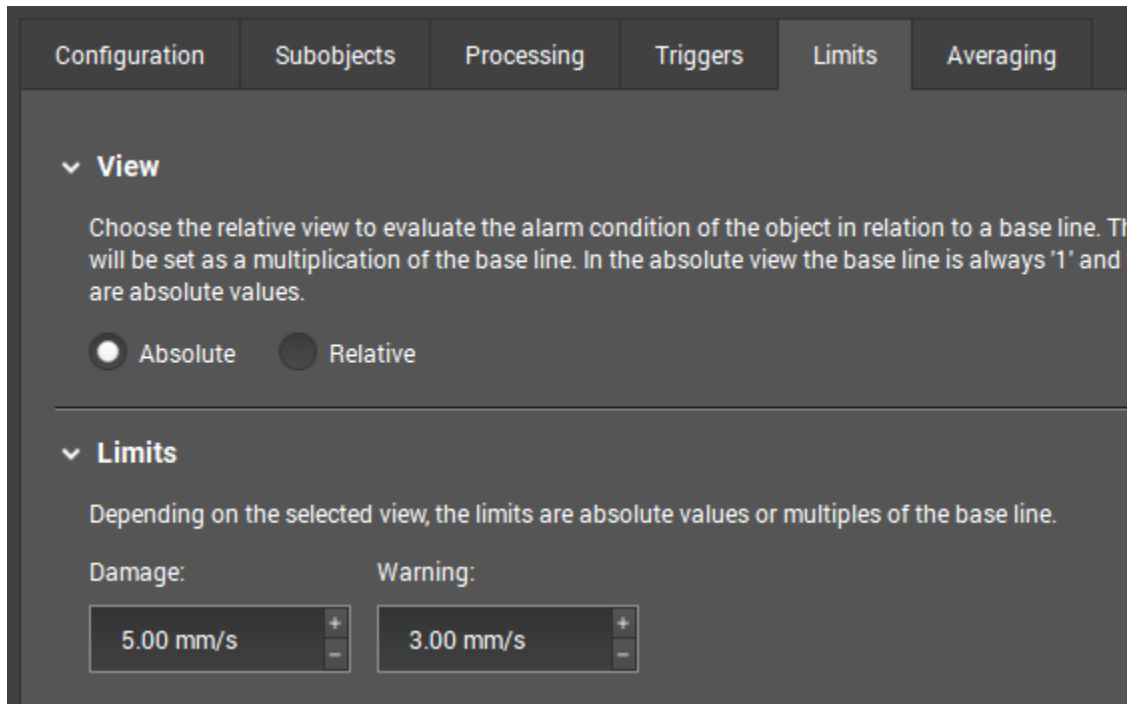 Configuration Subobjects Processing Triggers Limits Averaging
View
Choose the relative view to evaluate the alarm condition of the object in relation to a base line.
will be set as a multiplication of the base line. In the absolute view the base line is always '1' and
are absolute values.
Absolute Relative
Limits
Depending on the selected view, the limits are absolute values or multiples of the base line.
Damage: Warning:
5.00 mm/s + - 3.00 mm/s + -